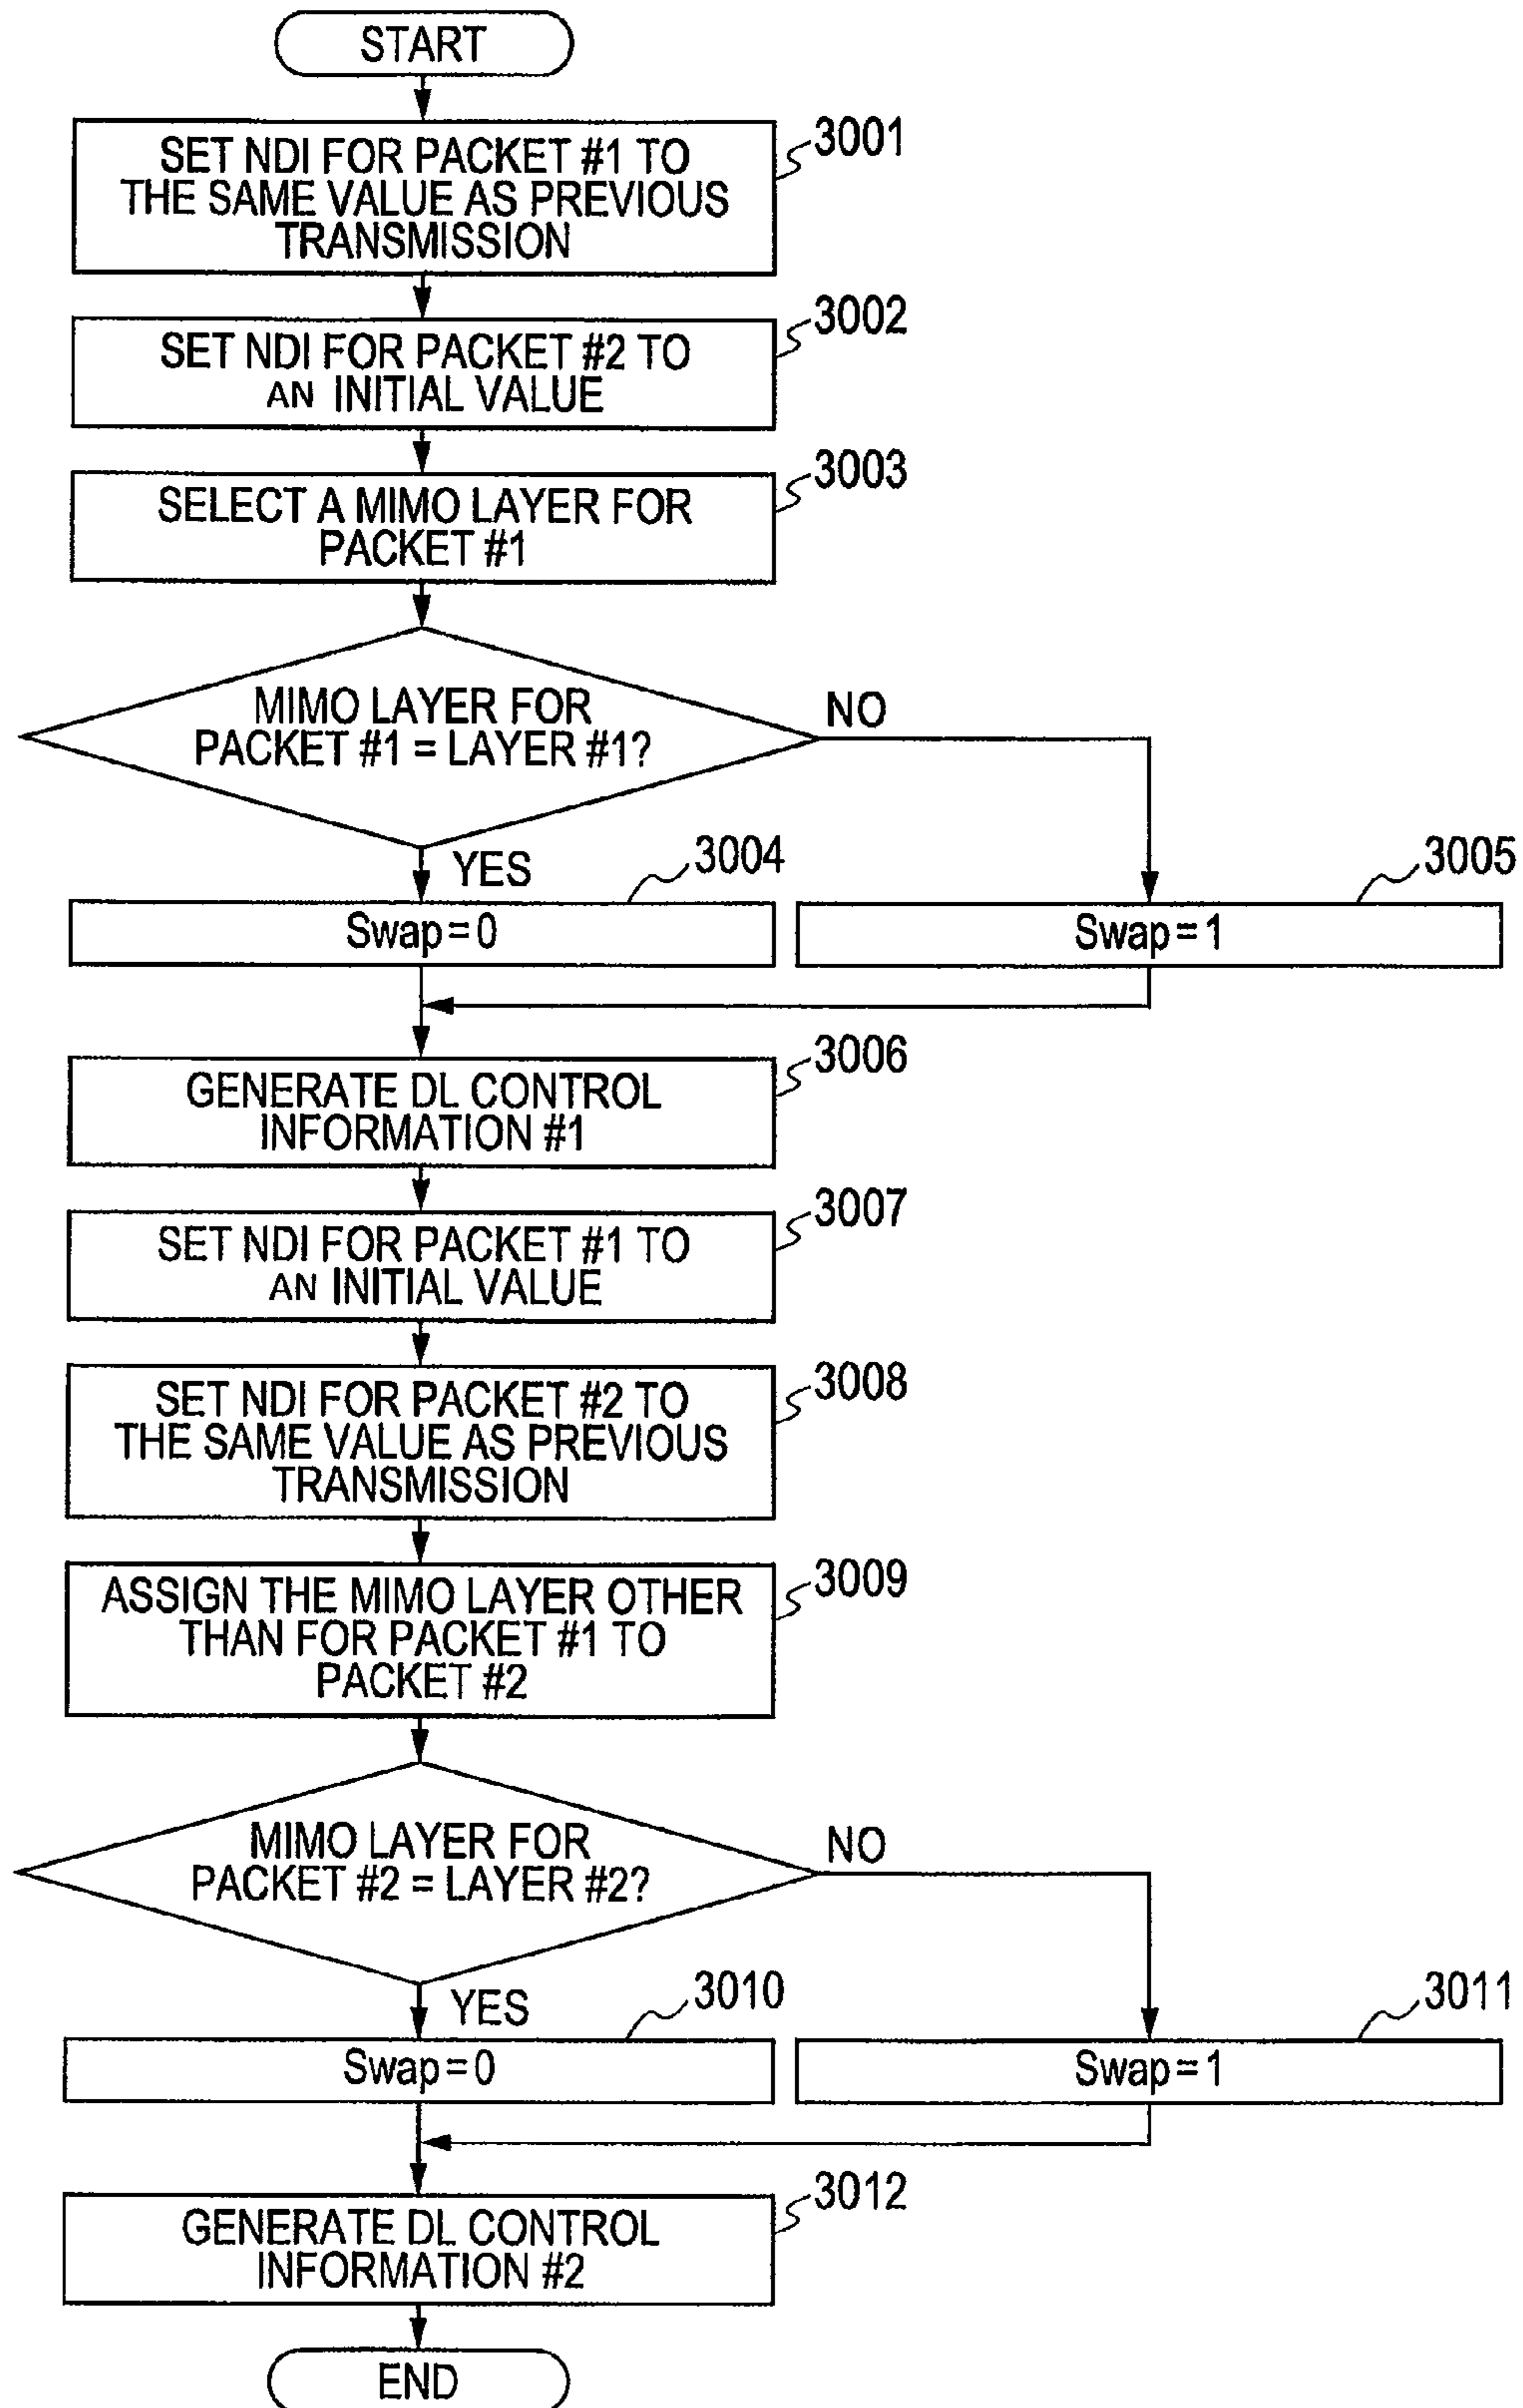 START
SET NDI FOR PACKET #1 TO
THE SAME VALUE AS PREVIOUS
TRANSMISSION
3001
SET NDI FOR PACKET #2 TO
AN INITIAL VALUE
3002
SELECT A MIMO LAYER FOR
PACKET #1
3003
MIMO LAYER FOR
PACKET #1 = LAYER #1?
NO
YES
3004
Swap=0
3005
Swap=1
GENERATE DL CONTROL
INFORMATION #1
3006
SET NDI FOR PACKET #1 TO
AN INITIAL VALUE
3007
SET NDI FOR PACKET #2 TO
THE SAME VALUE AS PREVIOUS
TRANSMISSION
3008
ASSIGN THE MIMO LAYER OTHER
THAN FOR PACKET #1 TO
PACKET #2
3009
MIMO LAYER FOR
PACKET #2 = LAYER #2?
NO
YES
3010
Swap=0
3011
Swap=1
GENERATE DL CONTROL
INFORMATION #2
3012
END